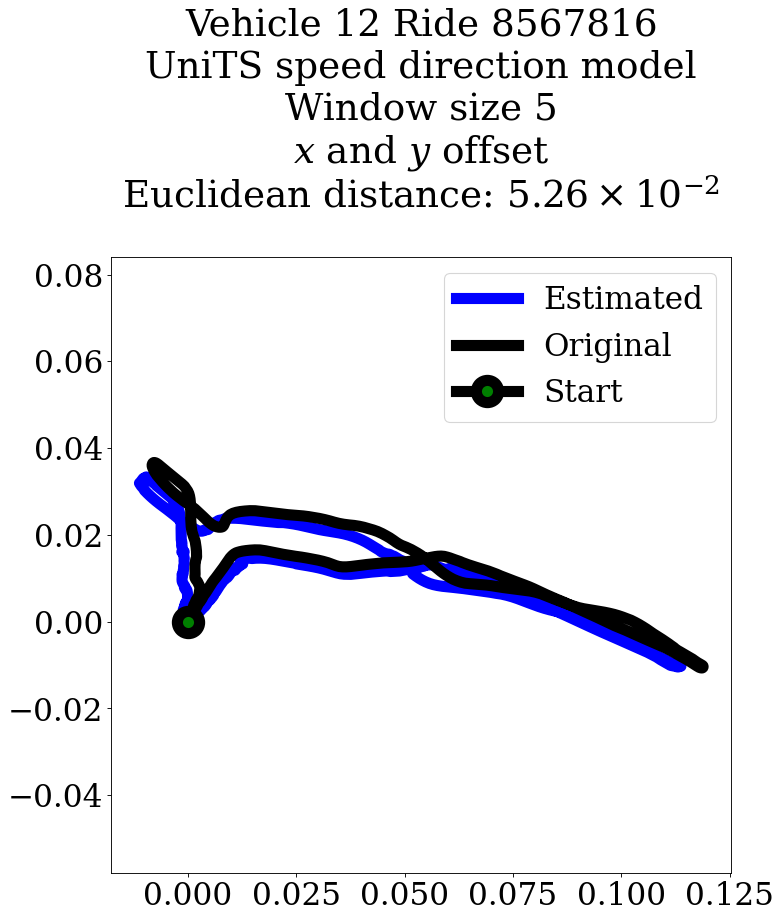 Vehicle 12 Ride 8567816
UniTS speed direction model
Window size 5
x and y offset
Euclidean distance: 5.26 × 10⁻²
Estimated
Original
Start
0.08
0.06
0.04
0.02
0.00
−0.02
−0.04
0.000 0.025 0.050 0.075 0.100 0.125